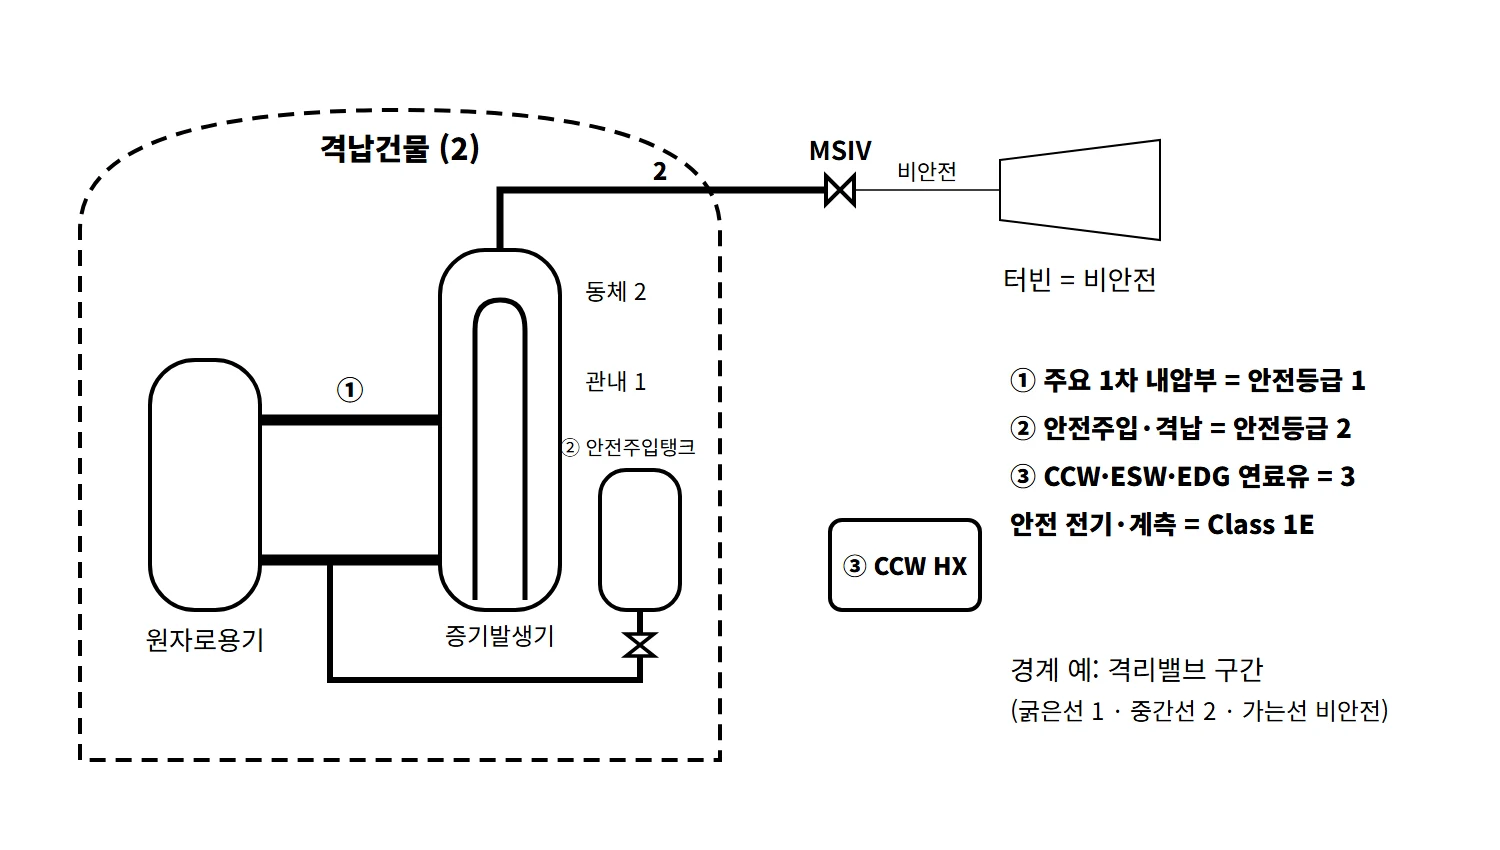 격납건물 (2)
2
MSIV
비안전
터빈 = 비안전
동체 2
관내 1
①
② 안전주입탱크
원자로용기
증기발생기
③ CCW HX
① 주요 1차 내압부 = 안전등급 1
② 안전주입·격납 = 안전등급 2
③ CCW·ESW·EDG 연료유 = 3
안전 전기·계측 = Class 1E
경계 예: 격리밸브 구간
(굵은선 1 · 중간선 2 · 가는선 비안전)